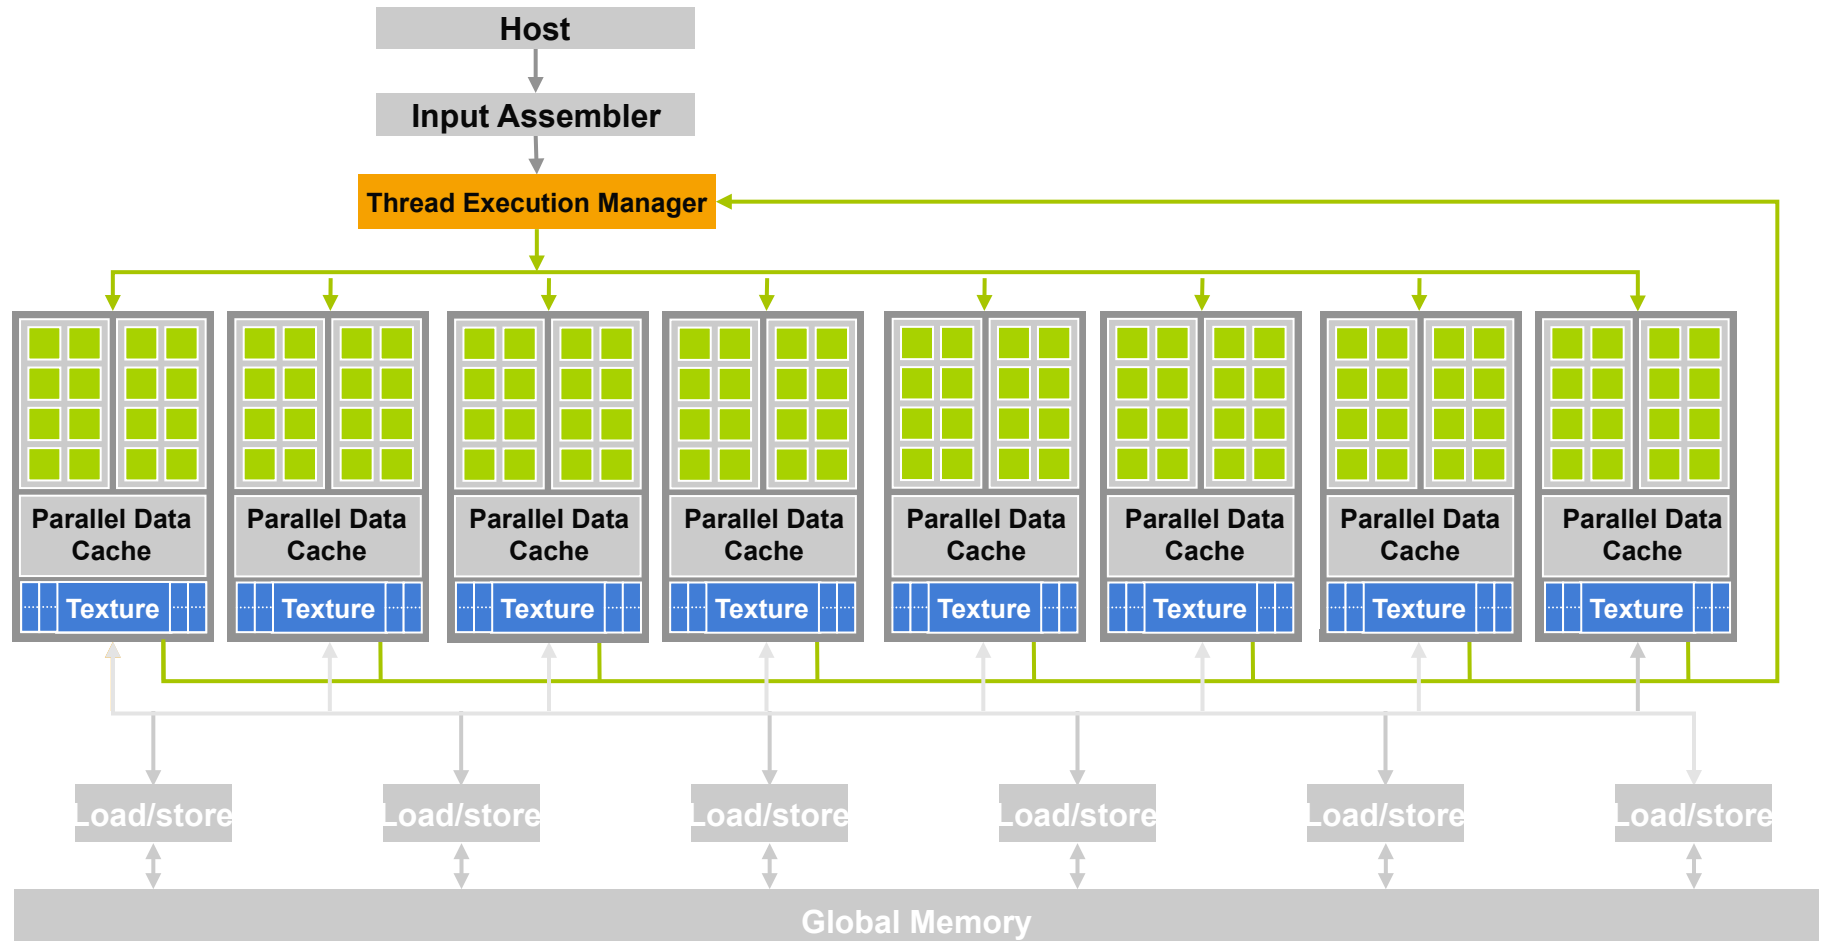 Host
Input Assembler
Thread Execution Manager
Parallel Data
Cache
Parallel Data
Cache
Parallel Data
Cache
Parallel Data
Cache
Parallel Data
Cache
Parallel Data
Cache
Parallel Data
Cache
Parallel Data
Cache
Texture
Texture
Texture
Texture
Texture
Texture
Texture
Texture
Load/store
Load/store
Load/store
Load/store
Load/store
Load/store
Global Memory